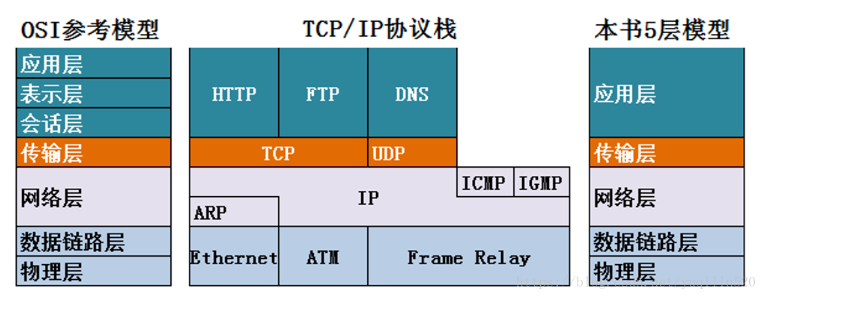 OSI参考模型
TCP/IP协议栈
本书5层模型
应用层
表示层
会话层
传输层
网络层
数据链路层
物理层
HTTP
FTP
DNS
TCP
UDP
ICMP
IGMP
IP
ARP
Ethernet
ATM
Frame Relay
应用层
传输层
网络层
数据链路层
物理层